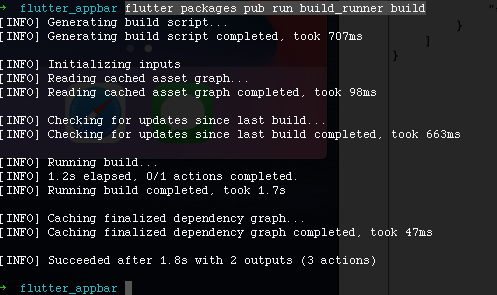 → flutter_appbar flutter packages pub run build_runner build
[INFO] Generating build script...
[INFO] Generating build script completed, took 707ms
[INFO] Initializing inputs
[INFO] Reading cached asset graph...
[INFO] Reading cached asset graph completed, took 98ms
[INFO] Checking for updates since last build...
[INFO] Checking for updates since last build completed, took 663ms
[INFO] Running build...
[INFO] 1.2s elapsed, 0/1 actions completed.
[INFO] Running build completed, took 1.7s
[INFO] Caching finalized dependency graph...
[INFO] Caching finalized dependency graph completed, took 47ms
[INFO] Succeeded after 1.8s with 2 outputs (3 actions)
→ flutter_appbar
"
}
]
}